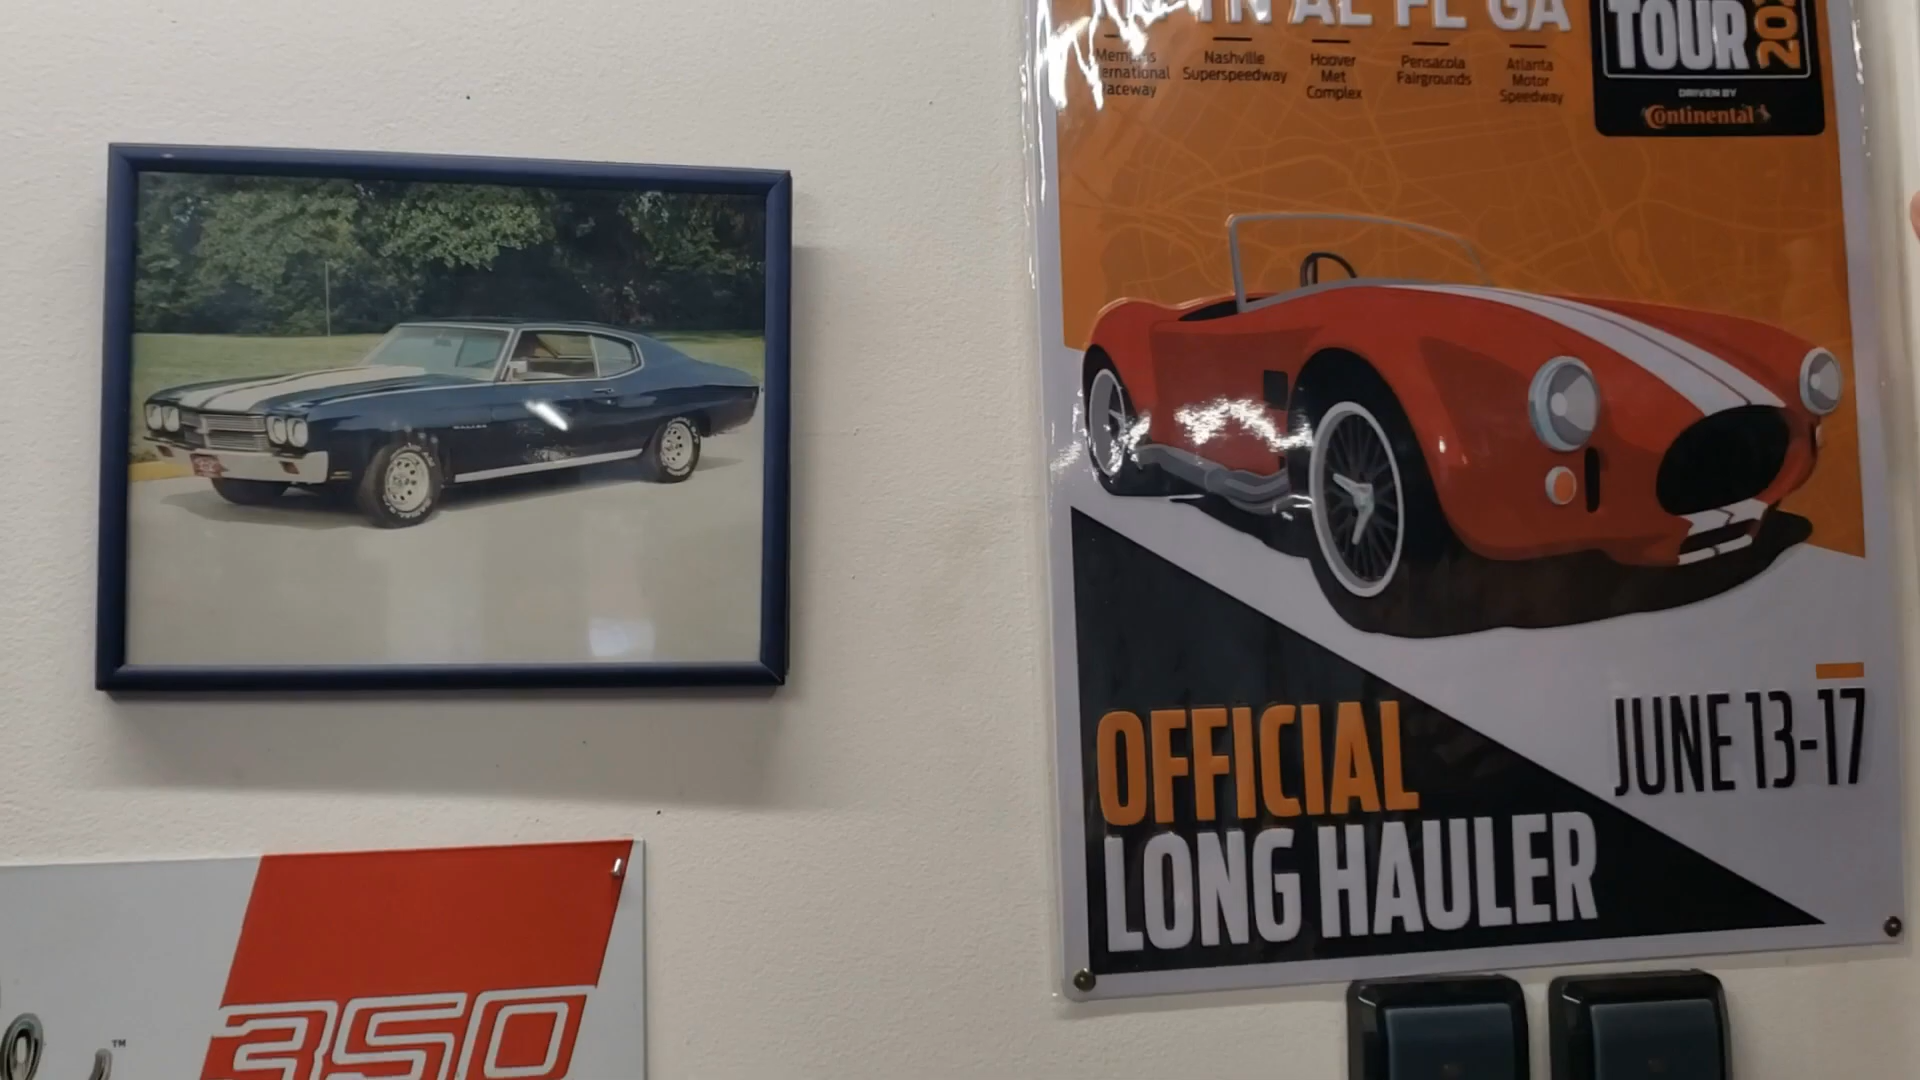 TN AL FL GA
Nashville
Superspeedway
Hoover
Met
Complex
Pensacola
Fairgrounds
Atlanta
Motor
Speedway
TOUR
DRIVEN BY
Continental
OFFICIAL
LONG HAULER
JUNE 13-17
350
TM